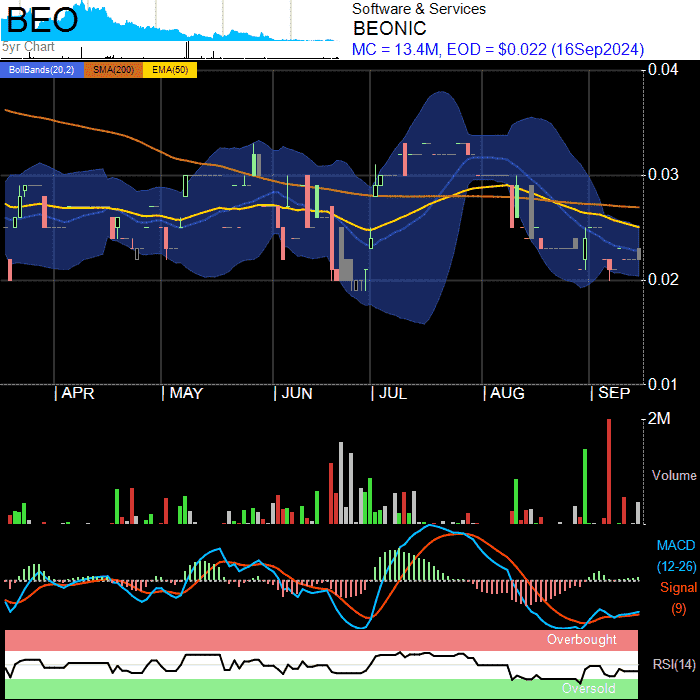 BEO
5yr Chart
Software & Services
BEONIC
MC = 13.4M, EOD = $0.022 (16Sep2024)
BollBands(20,2) SMA(200) EMA(50)
0.04
0.03
0.02
0.01
| APR | MAY | JUN | JUL | AUG | SEP
2M
Volume
MACD
(12-26)
Signal
(9)
Overbought
RSI(14)
Oversold